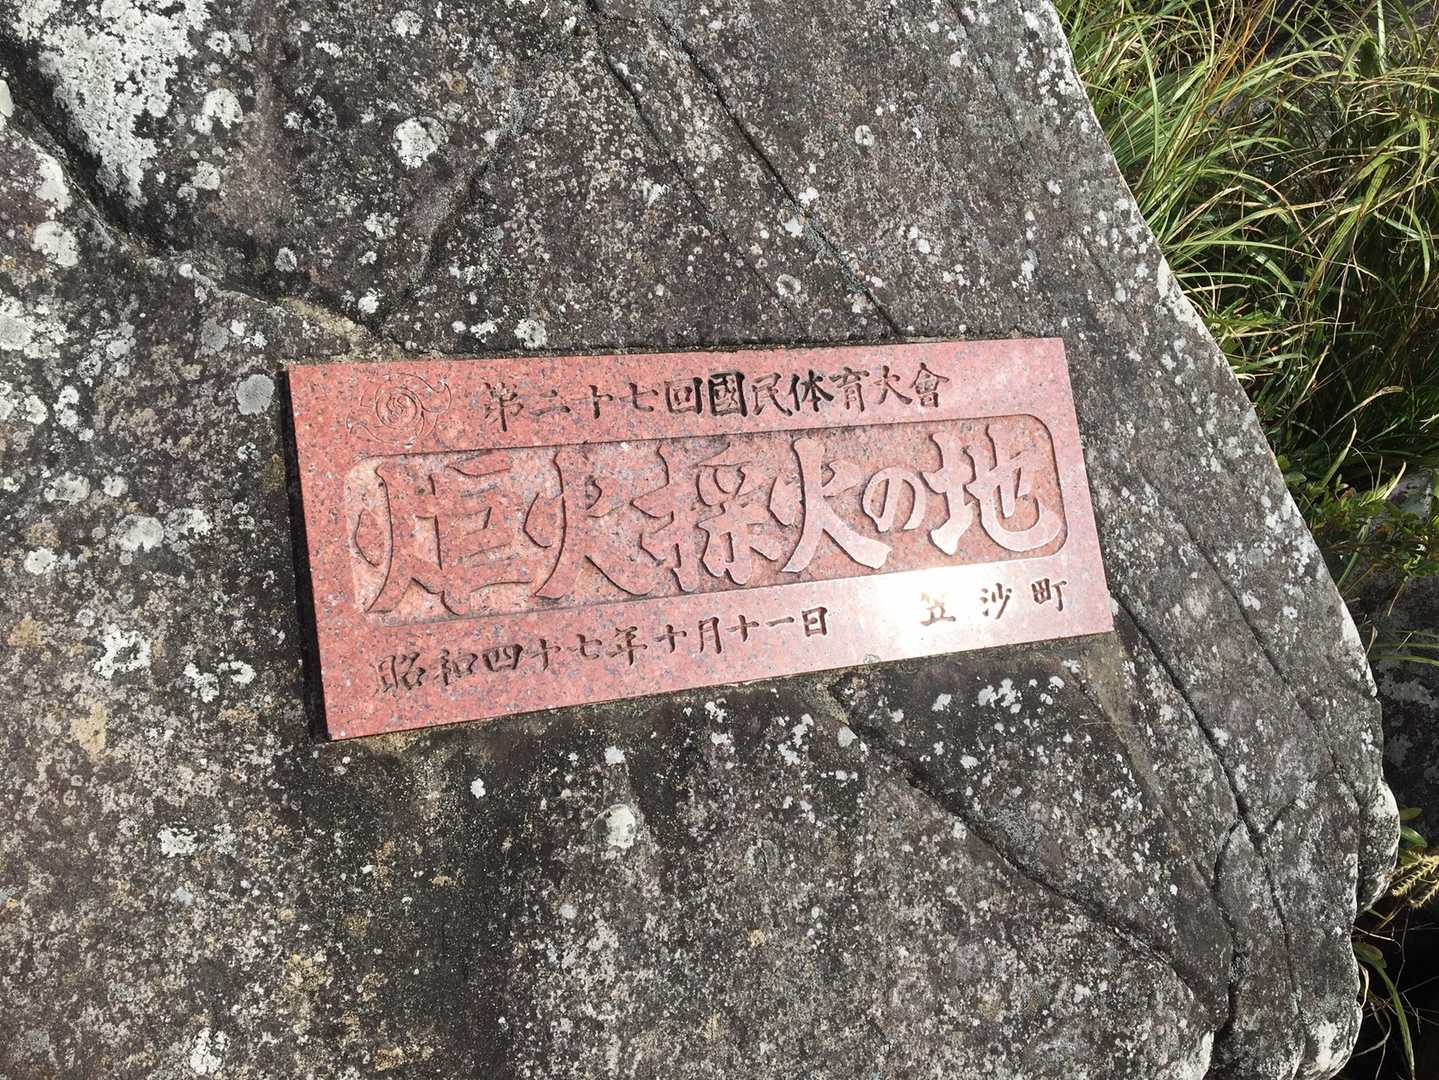 第二十七回國民体育大會
炬火採火の地
昭和四十七年十月十一日 笠沙町